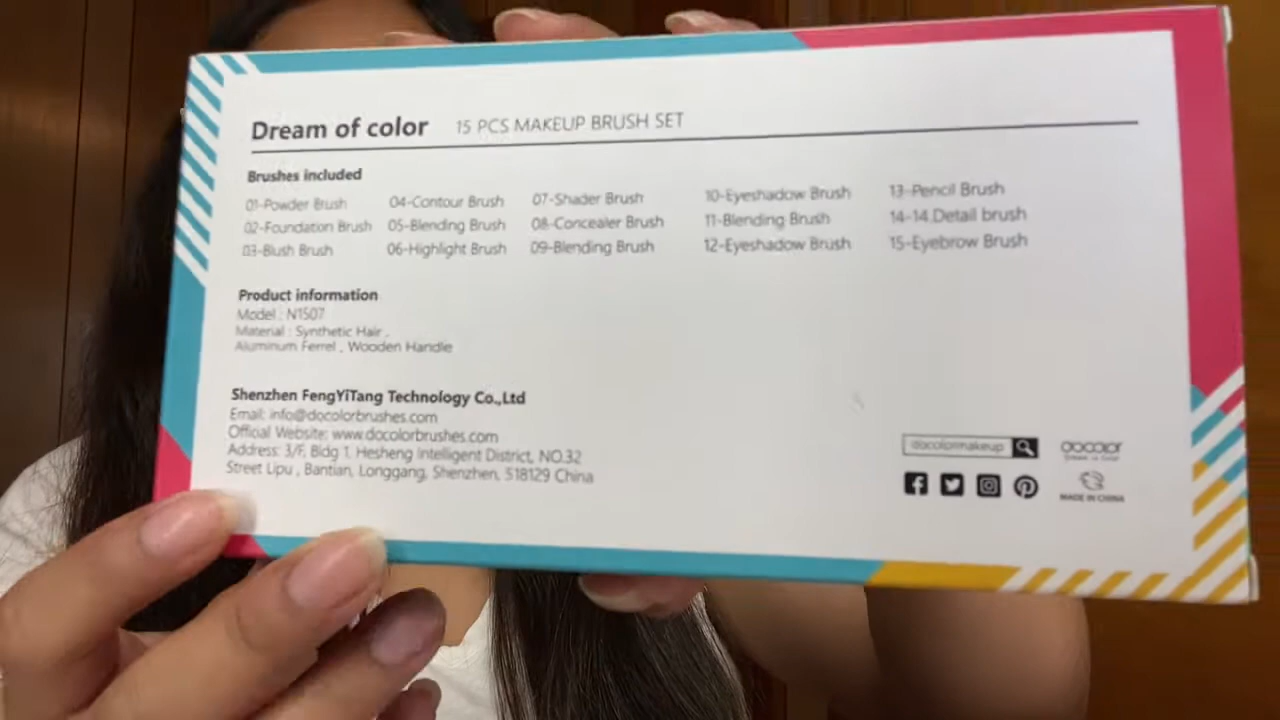 Dream of color 15 PCS MAKEUP BRUSH SET
Brushes included
01-Powder Brush 04-Contour Brush 07-Shader Brush 10-Eyeshadow Brush 13-Pencil Brush
02-Foundation Brush 05-Blending Brush 08-Concealer Brush 11-Blending Brush 14-14.Detail brush
03-Blush Brush 06-Highlight Brush 09-Blending Brush 12-Eyeshadow Brush 15-Eyebrow Brush
Product information
Model : N1507
Material : Synthetic Hair ,
Aluminum Ferrel , Wooden Handle
Shenzhen FengYiTang Technology Co.,Ltd
Email: info@docolorbrushes.com
Official Website: www.docolorbrushes.com
Address: 3/F, Bldg 1, Hesheng Intelligent District, NO.32
Street Lipu , Bantian, Longgang, Shenzhen, 518129 China
docolormakeup
docolor
MADE IN CHINA